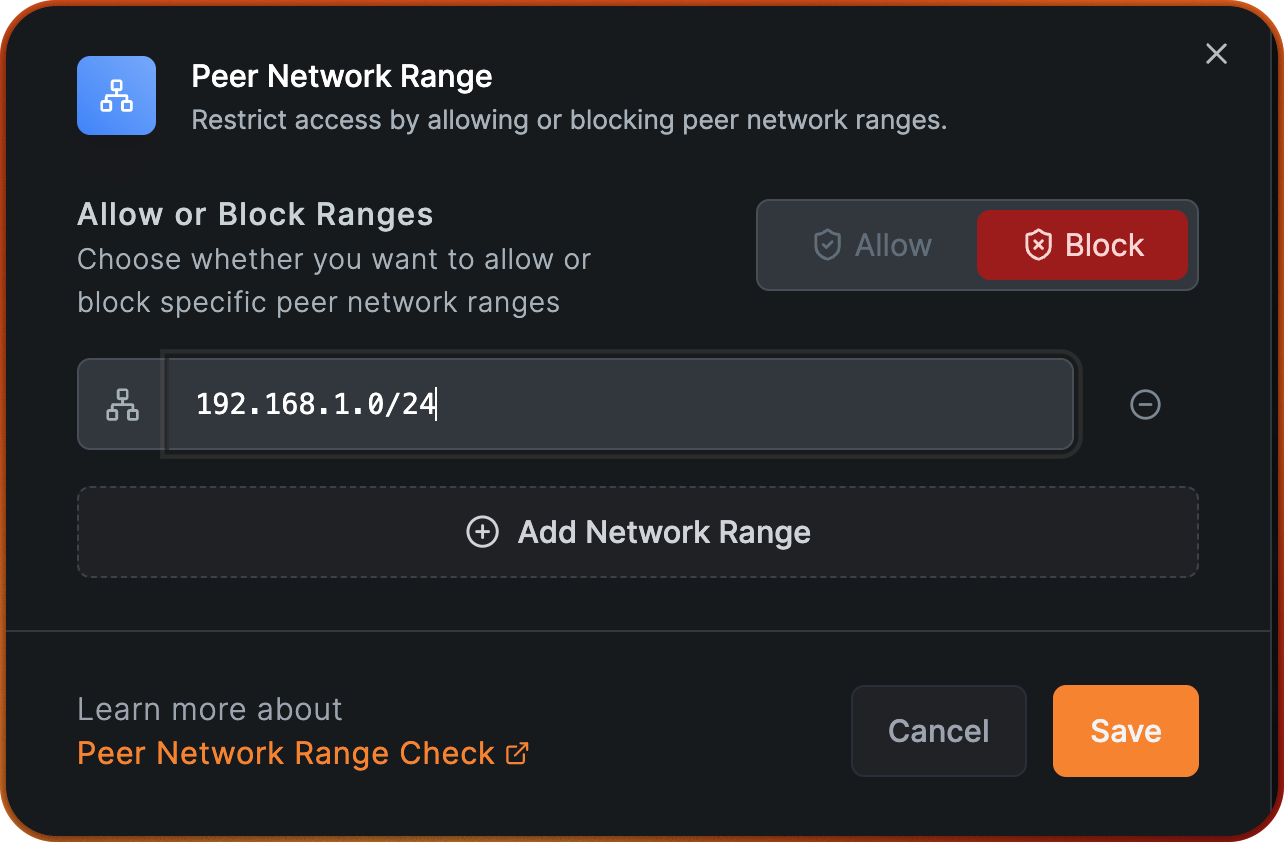 Peer Network Range
Restrict access by allowing or blocking peer network ranges.
Allow or Block Ranges
Choose whether you want to allow or
block specific peer network ranges
Allow
Block
192.168.1.0/24
Add Network Range
Learn more about
Peer Network Range Check
Cancel
Save